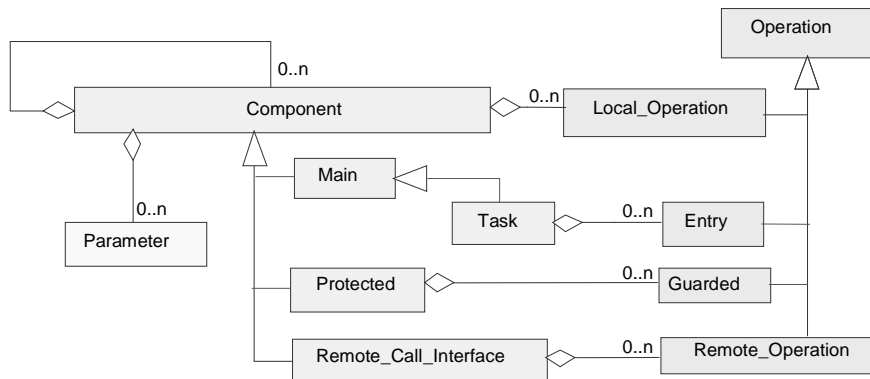 Operation
0..n
0..n
Component
Local_Operation
Main
0..n
0..n
Parameter
Task
Entry
0..n
Protected
Guarded
0..n
Remote_Call_Interface
Remote_Operation